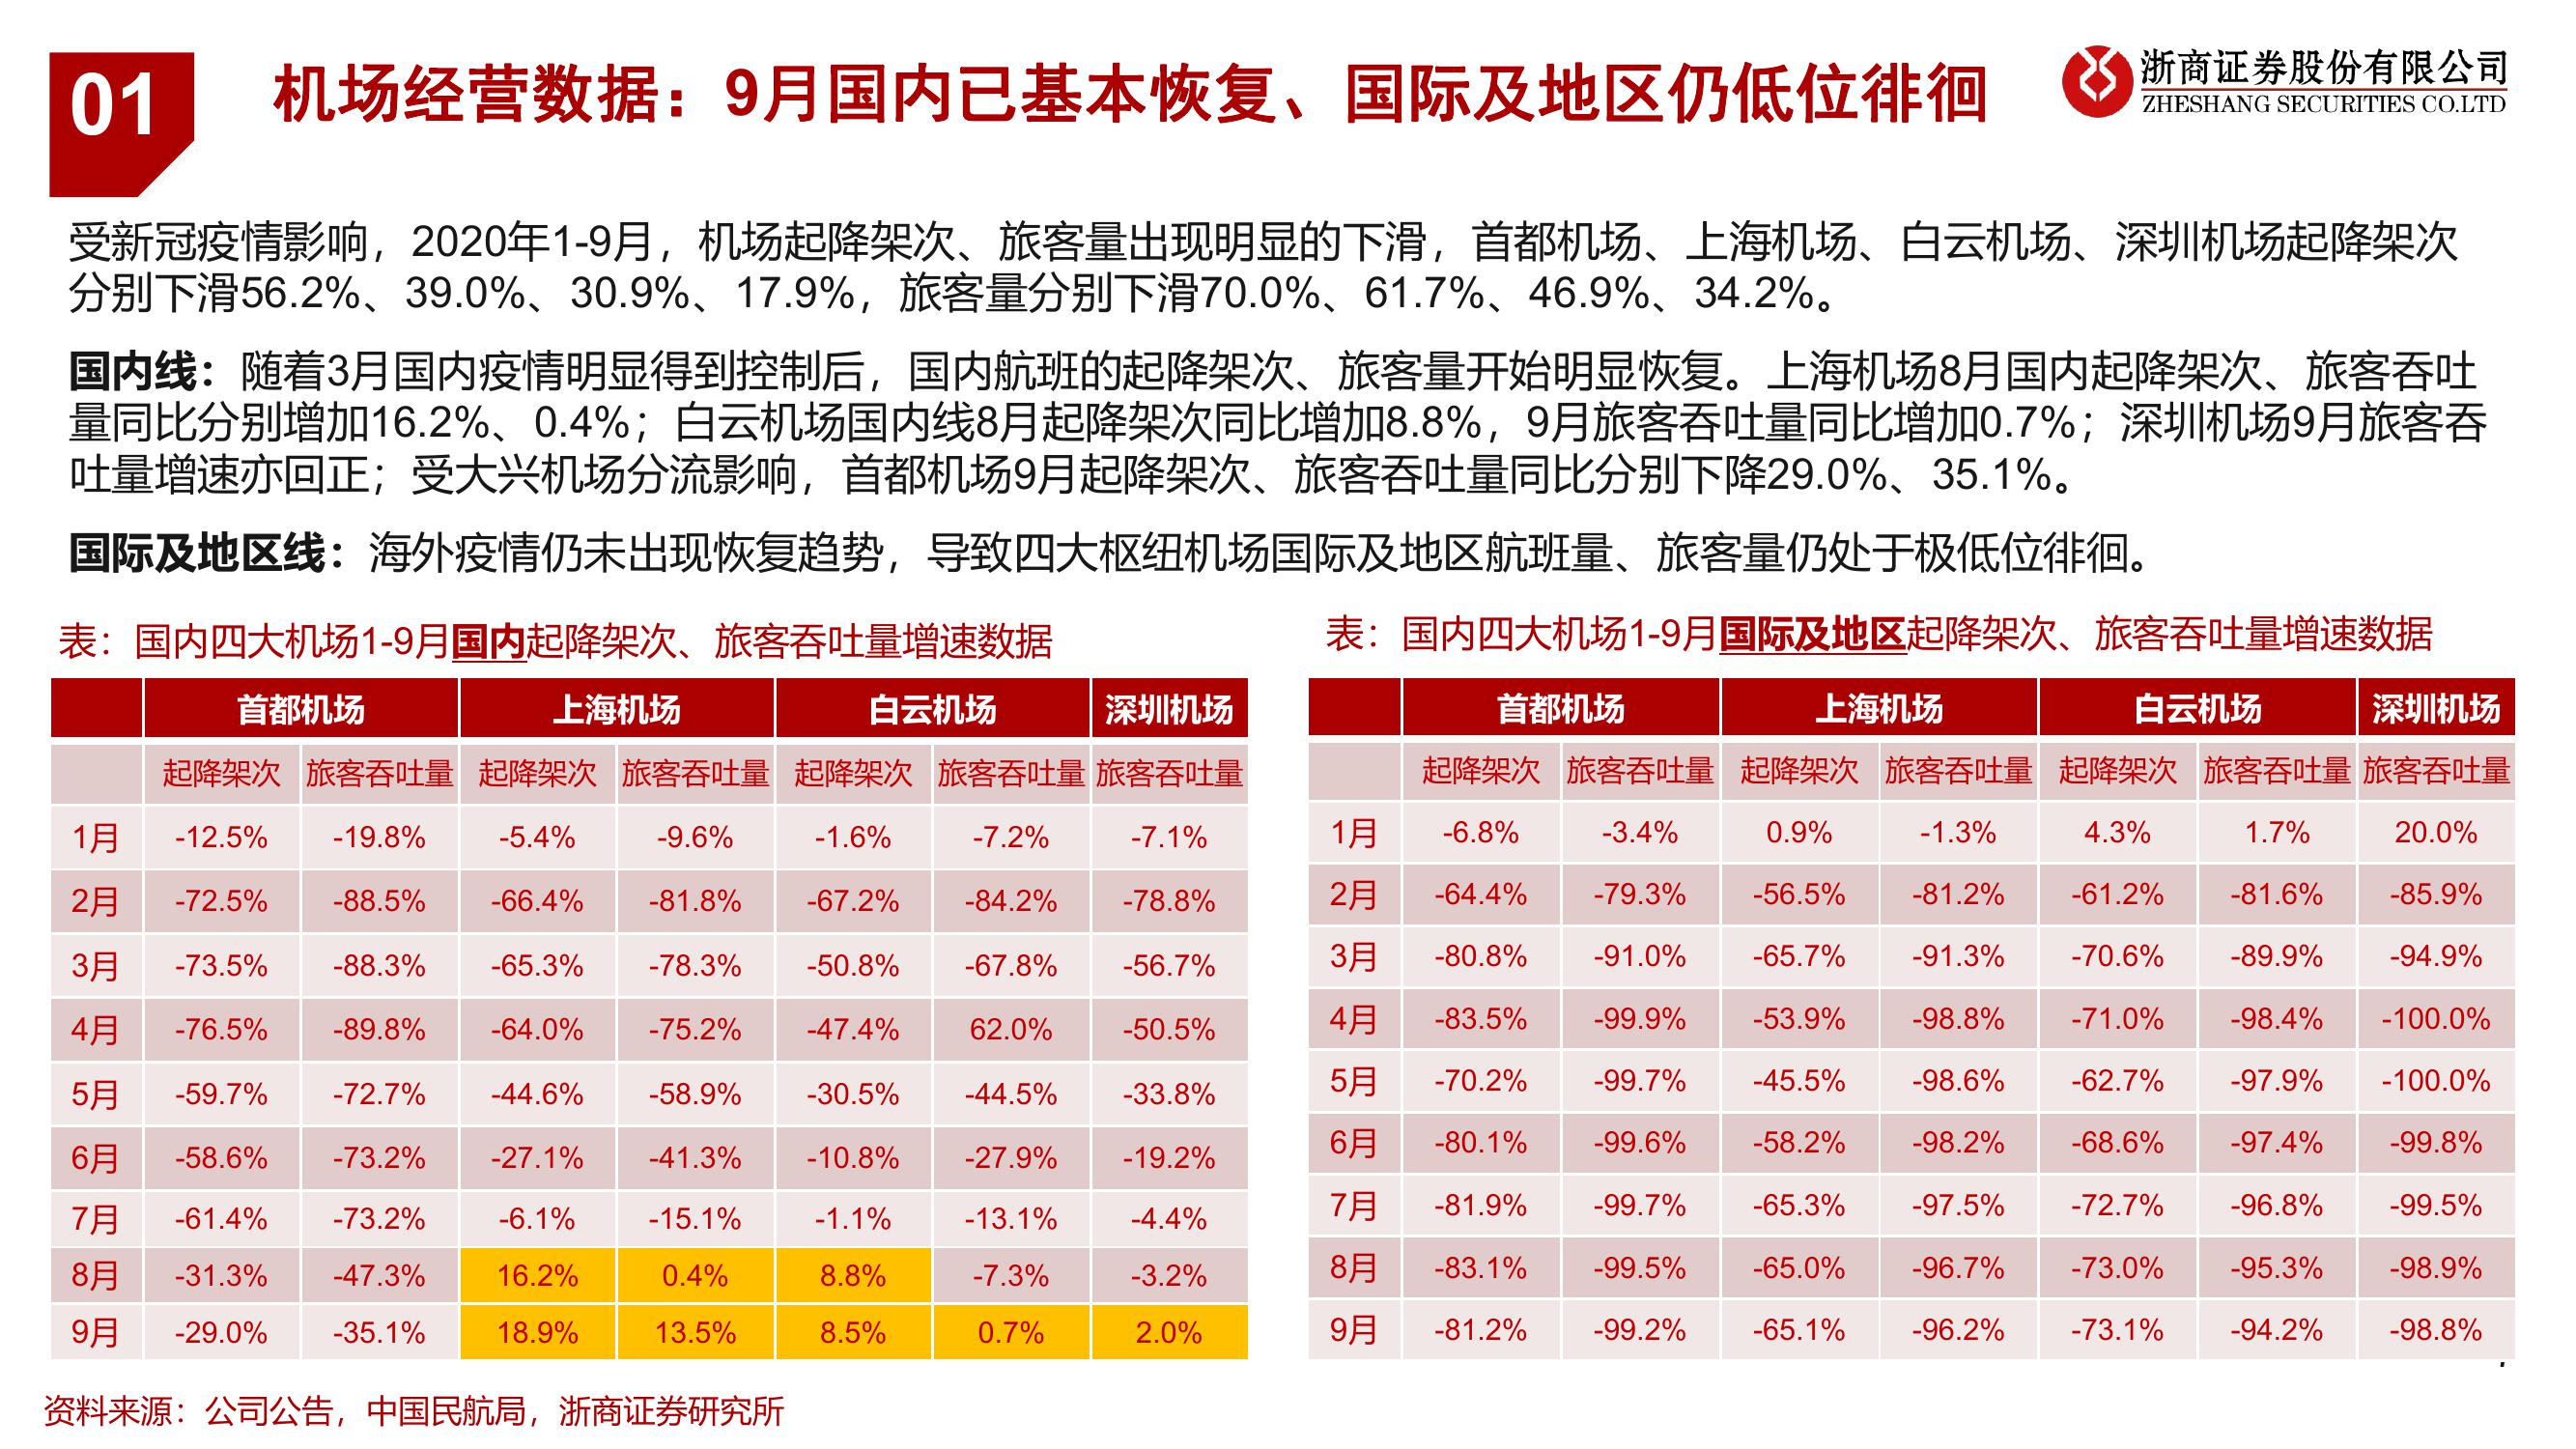 01
机场经营数据：9月国内已基本恢复、国际及地区仍低位徘徊
浙商证券股份有限公司
ZHESHANG SECURITIES CO.LTD
受新冠疫情影响，2020年1-9月，机场起降架次、旅客量出现明显的下滑，首都机场、上海机场、白云机场、深圳机场起降架次
分别下滑56.2%、39.0%、30.9%、17.9%，旅客量分别下滑70.0%、61.7%、46.9%、34.2%。
国内线：随着3月国内疫情明显得到控制后，国内航班的起降架次、旅客量开始明显恢复。上海机场8月国内起降架次、旅客吞吐
量同比分别增加16.2%、0.4%；白云机场国内线8月起降架次同比增加8.8%，9月旅客吞吐量同比增加0.7%；深圳机场9月旅客吞
吐量增速亦回正；受大兴机场分流影响，首都机场9月起降架次、旅客吞吐量同比分别下降29.0%、35.1%。
国际及地区线：海外疫情仍未出现恢复趋势，导致四大枢纽机场国际及地区航班量、旅客量仍处于极低位徘徊。
表：国内四大机场1-9月国内起降架次、旅客吞吐量增速数据
首都机场 上海机场 白云机场 深圳机场
起降架次 旅客吞吐量 起降架次 旅客吞吐量 起降架次 旅客吞吐量 旅客吞吐量
1月 -12.5% -19.8% -5.4% -9.6% -1.6% -7.2% -7.1%
2月 -72.5% -88.5% -66.4% -81.8% -67.2% -84.2% -78.8%
3月 -73.5% -88.3% -65.3% -78.3% -50.8% -67.8% -56.7%
4月 -76.5% -89.8% -64.0% -75.2% -47.4% 62.0% -50.5%
5月 -59.7% -72.7% -44.6% -58.9% -30.5% -44.5% -33.8%
6月 -58.6% -73.2% -27.1% -41.3% -10.8% -27.9% -19.2%
7月 -61.4% -73.2% -6.1% -15.1% -1.1% -13.1% -4.4%
8月 -31.3% -47.3% 16.2% 0.4% 8.8% -7.3% -3.2%
9月 -29.0% -35.1% 18.9% 13.5% 8.5% 0.7% 2.0%
表：国内四大机场1-9月国际及地区起降架次、旅客吞吐量增速数据
首都机场 上海机场 白云机场 深圳机场
起降架次 旅客吞吐量 起降架次 旅客吞吐量 起降架次 旅客吞吐量 旅客吞吐量
1月 -6.8% -3.4% 0.9% -1.3% 4.3% 1.7% 20.0%
2月 -64.4% -79.3% -56.5% -81.2% -61.2% -81.6% -85.9%
3月 -80.8% -91.0% -65.7% -91.3% -70.6% -89.9% -94.9%
4月 -83.5% -99.9% -53.9% -98.8% -71.0% -98.4% -100.0%
5月 -70.2% -99.7% -45.5% -98.6% -62.7% -97.9% -100.0%
6月 -80.1% -99.6% -58.2% -98.2% -68.6% -97.4% -99.8%
7月 -81.9% -99.7% -65.3% -97.5% -72.7% -96.8% -99.5%
8月 -83.1% -99.5% -65.0% -96.7% -73.0% -95.3% -98.9%
9月 -81.2% -99.2% -65.1% -96.2% -73.1% -94.2% -98.8%
资料来源：公司公告，中国民航局，浙商证券研究所